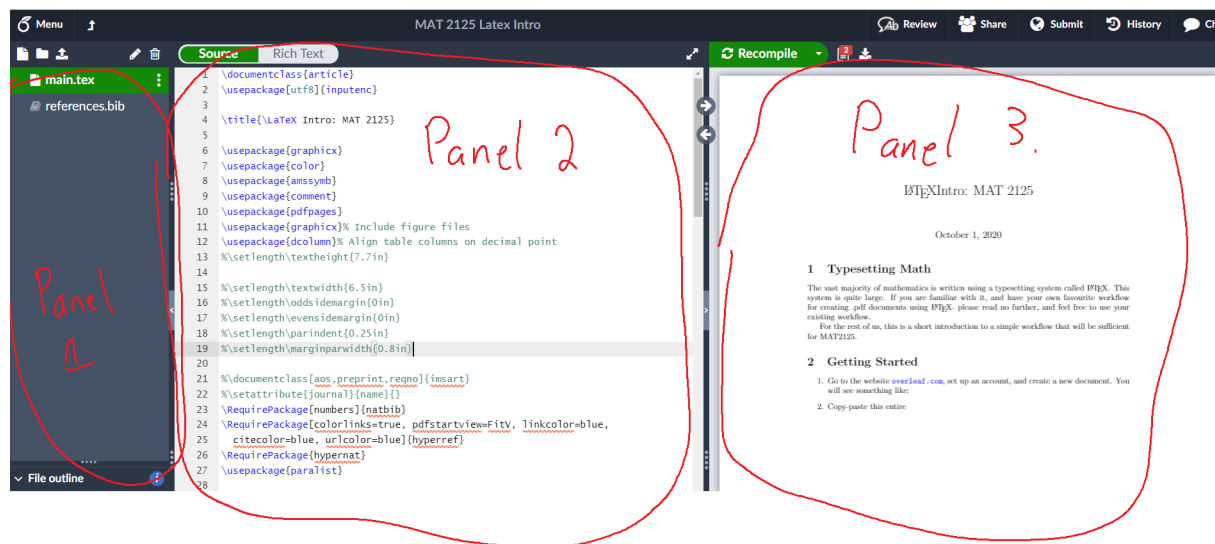 Menu
MAT 2125 Latex Intro
Review Share Submit History Ch
Source Rich Text
Recompile 2
main.tex
references.bib
Panel 1
File outline
1 \documentclass{article}
2 \usepackage[utf8]{inputenc}
3
4 \title{\LaTeX Intro: MAT 2125}
5
6 \usepackage{graphicx}
7 \usepackage{color}
8 \usepackage{amssymb}
9 \usepackage{comment}
10 \usepackage{pdfpages}
11 \usepackage{graphicx}% Include figure files
12 \usepackage{dcolumn}% Align table columns on decimal point
13 %\setlength\textheight{7.7in}
14
15 %\setlength\textwidth{6.5in}
16 %\setlength\oddsidemargin{0in}
17 %\setlength\evensidemargin{0in}
18 %\setlength\parindent{0.25in}
19 %\setlength\marginparwidth{0.8in}
20
21 %\documentclass[aos,preprint,reqno]{imsart}
22 %\setattribute{journal}{name}{}
23 \RequirePackage[numbers]{natbib}
24 \RequirePackage[colorlinks=true, pdfstartview=FitV, linkcolor=blue,
25 citecolor=blue, urlcolor=blue]{hyperref}
26 \RequirePackage{hypernat}
27 \usepackage{paralist}
28
Panel 2
Panel 3.
LATEXIntro: MAT 2125
October 1, 2020
1 Typesetting Math
The vast majority of mathematics is written using a typesetting system called LATEX. This
system is quite large. If you are familiar with it, and have your own favourite workflow
for creating .pdf documents using LATEX- please read no further, and feel free to use your
existing workflow.
For the rest of us, this is a short introduction to a simple workflow that will be sufficient
for MAT2125.
2 Getting Started
1. Go to the website overleaf.com, set up an account, and create a new document. You
will see something like:
2. Copy-paste this entire